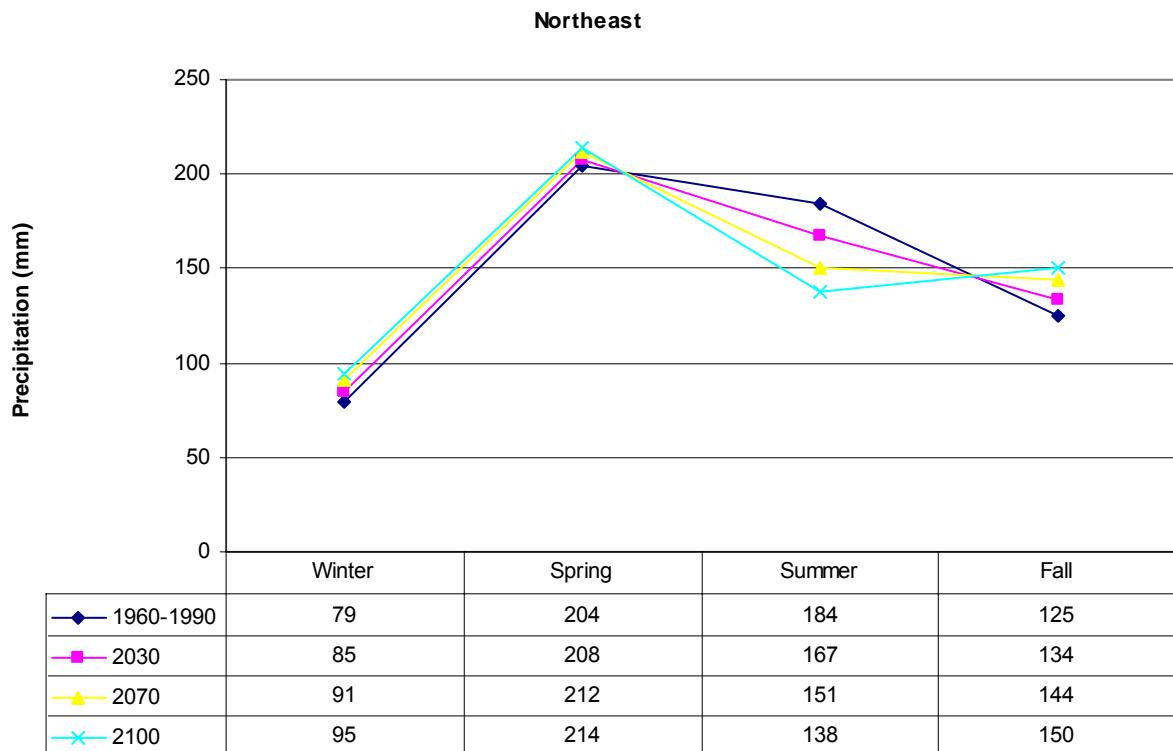 Northeast
Precipitation (mm)
250
200
150
100
50
0
Winter Spring Summer Fall
1960-1990 79 204 184 125
2030 85 208 167 134
2070 91 212 151 144
2100 95 214 138 150